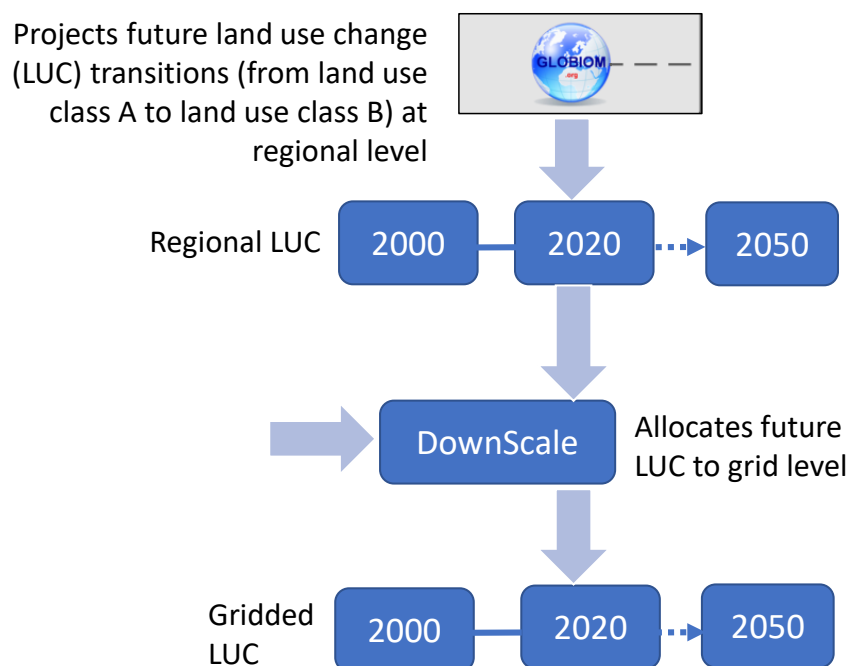 Projects future land use change
(LUC) transitions (from land use
class A to land use class B) at
regional level
GLOBIOM
.org
Regional LUC
2000
2020
2050
DownScale
Allocates future
LUC to grid level
Gridded
LUC
2000
2020
2050